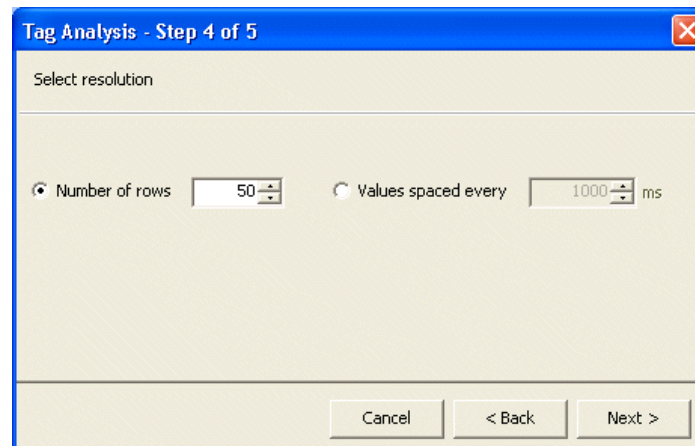 Tag Analysis - Step 4 of 5
Select resolution
Number of rows 50 Values spaced every 1000 ms
Cancel < Back Next >